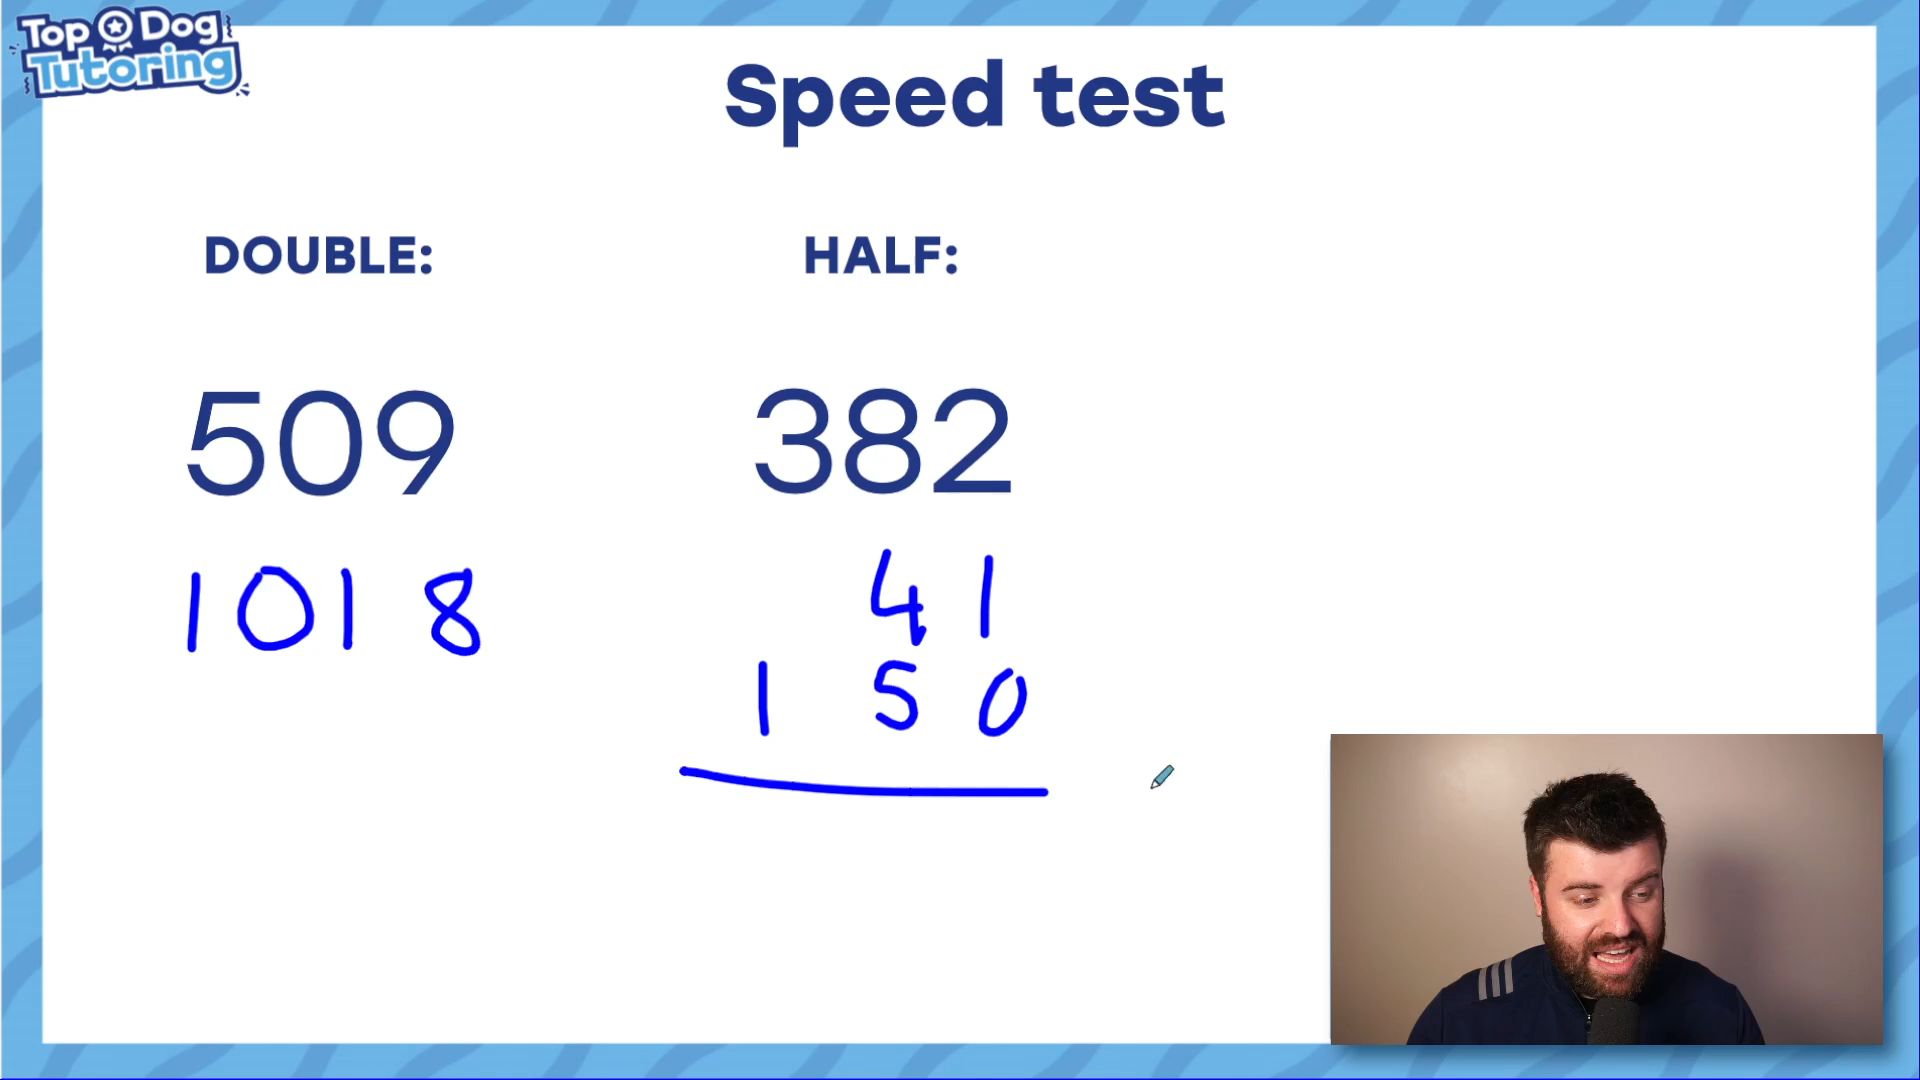 Top Dog
Tutoring
Speed test
DOUBLE:
509
1018
HALF:
382
41
150